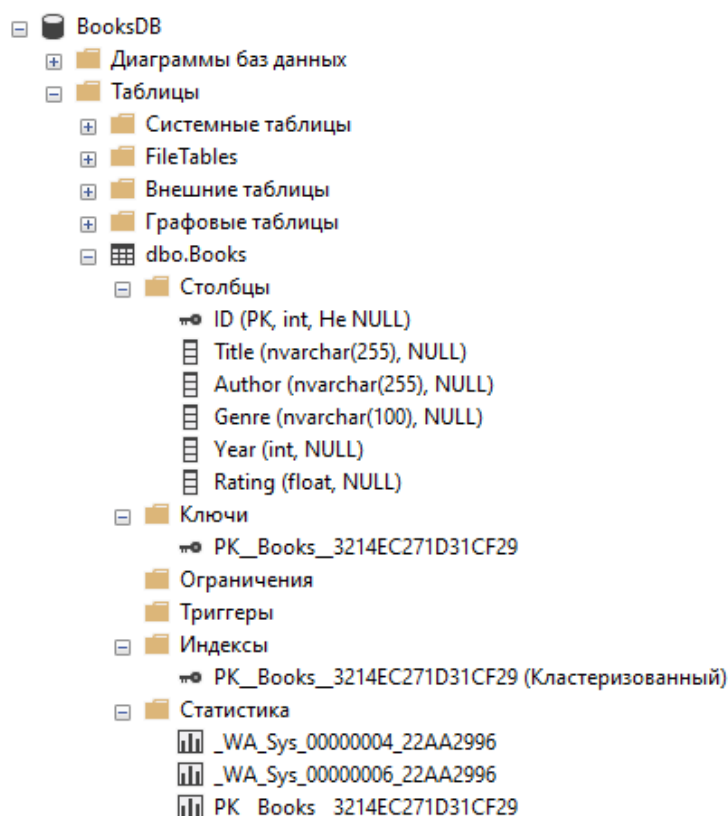 BooksDB
Диаграммы баз данных
Таблицы
Системные таблицы
FileTables
Внешние таблицы
Графовые таблицы
dbo.Books
Столбцы
ID (PK, int, Не NULL)
Title (nvarchar(255), NULL)
Author (nvarchar(255), NULL)
Genre (nvarchar(100), NULL)
Year (int, NULL)
Rating (float, NULL)
Ключи
PK__Books__3214EC271D31CF29
Ограничения
Триггеры
Индексы
PK__Books__3214EC271D31CF29 (Кластеризованный)
Статистика
_WA_Sys_00000004_22AA2996
_WA_Sys_00000006_22AA2996
PK__Books__3214EC271D31CF29